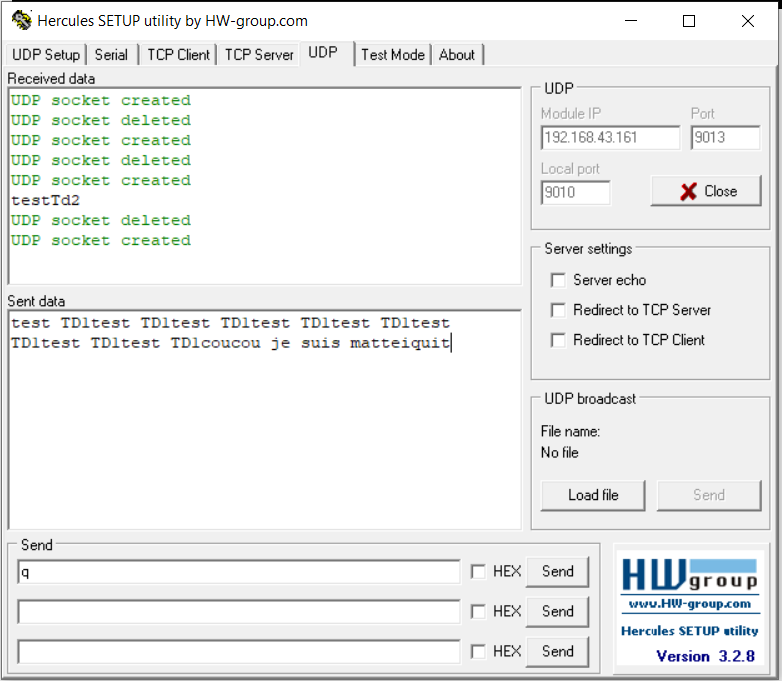 Hercules SETUP utility by HW-group.com
UDP Setup Serial TCP Client TCP Server UDP Test Mode About
Received data
UDP socket created
UDP socket deleted
UDP socket created
UDP socket deleted
UDP socket created
testTd2
UDP socket deleted
UDP socket created
Sent data
test TD1test TD1test TD1test TD1test TD1test
TD1test TD1test TD1coucou je suis matteiquit
UDP
Module IP Port
192.168.43.161 9013
Local port
9010 Close
Server settings
Server echo
Redirect to TCP Server
Redirect to TCP Client
UDP broadcast
File name:
No file
Load file Send
Send
q HEX Send
HEX Send
HEX Send
HW group
www.HW-group.com
Hercules SETUP utility
Version 3.2.8